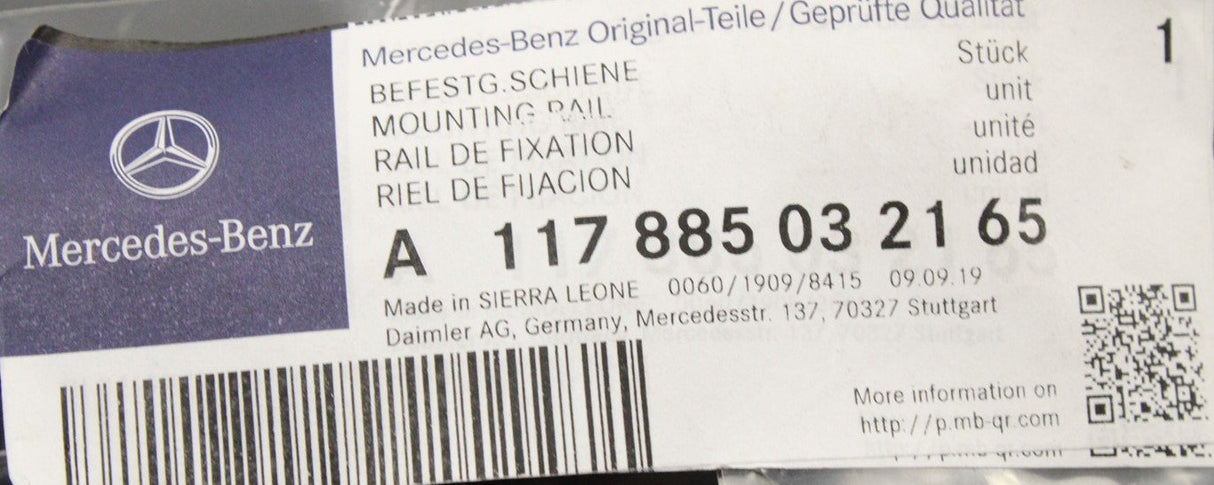 Mercedes-Benz Original-Teile/Geprüfte Qualität
BEFESTG.SCHIENE Stück 1
MOUNTING RAIL unit
RAIL DE FIXATION unité
RIEL DE FIJACION unidad
Mercedes-Benz
A 117 885 03 21 65
Made in SIERRA LEONE 0060/1909/8415 09.09.19
Daimler AG, Germany, Mercedesstr. 137, 70327 Stuttgart
More information on
http://p.mb-qr.com